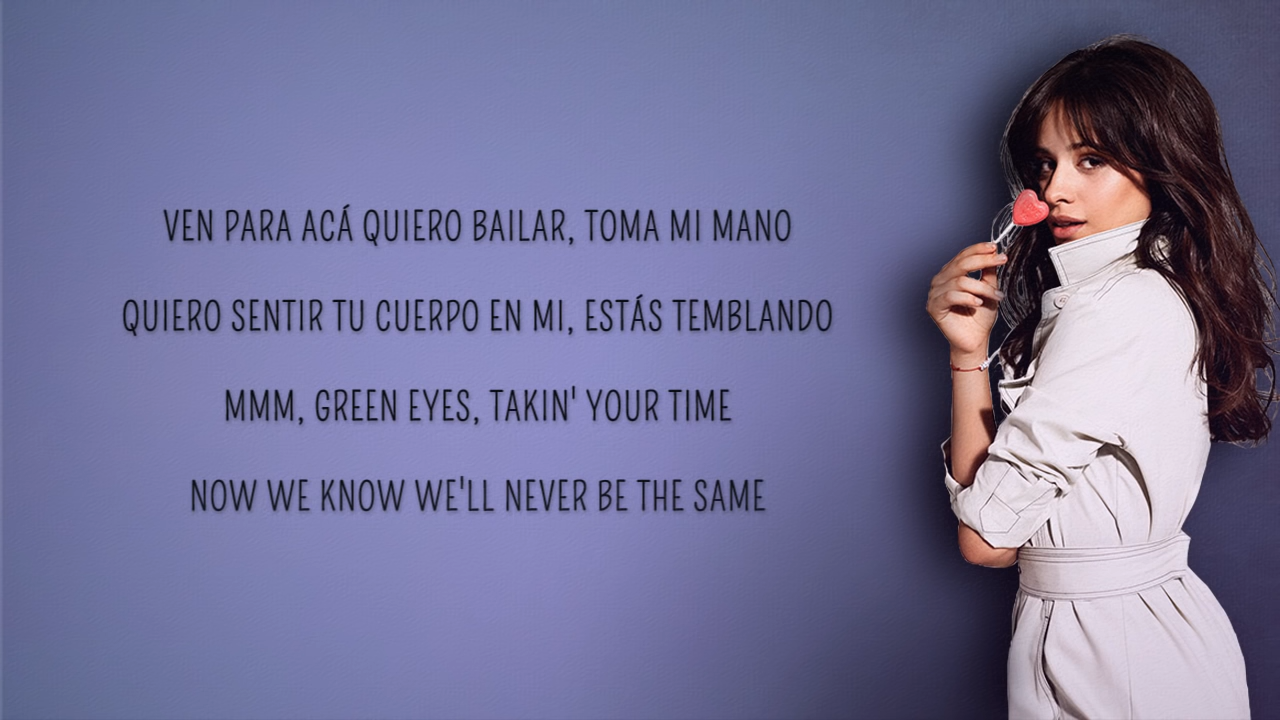 VEN PARA ACÁ QUIERO BAILAR, TOMA MI MANO
QUIERO SENTIR TU CUERPO EN MI, ESTÁS TEMBLANDO
MMM, GREEN EYES, TAKIN' YOUR TIME
NOW WE KNOW WE'LL NEVER BE THE SAME